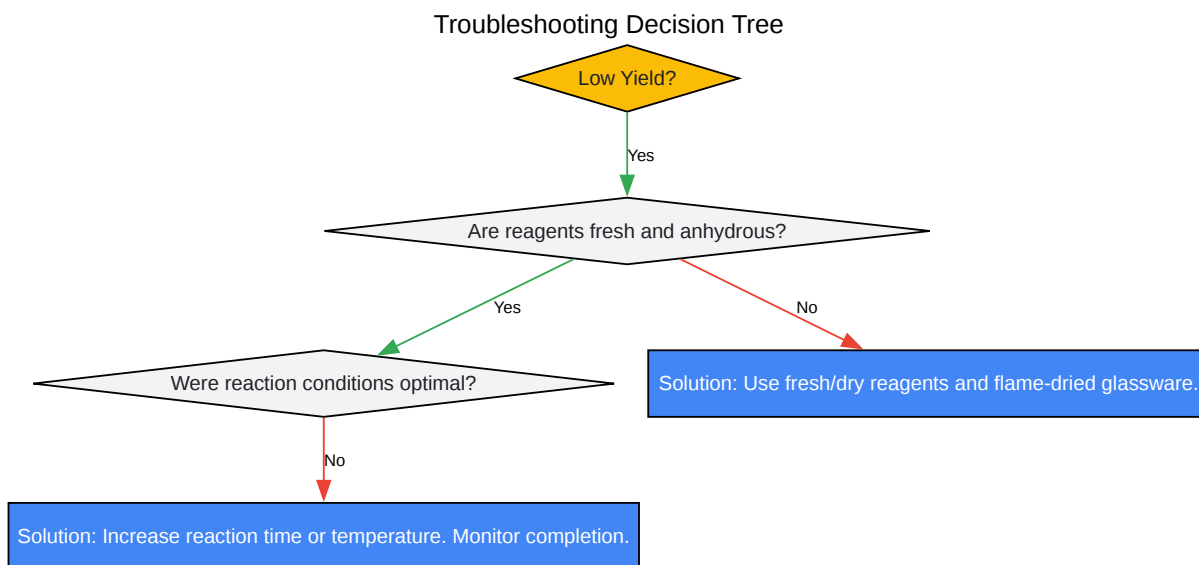 Troubleshooting Decision Tree
Low Yield?
Yes
Are reagents fresh and anhydrous?
Yes
No
Were reaction conditions optimal?
Solution: Use fresh/dry reagents and flame-dried glassware.
No
Solution: Increase reaction time or temperature. Monitor completion.